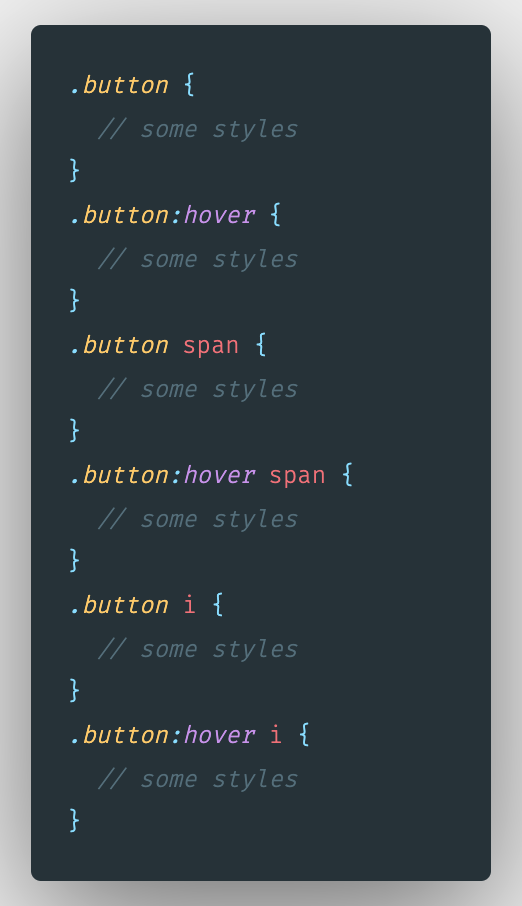 .button {
  // some styles
}
.button:hover {
  // some styles
}
.button span {
  // some styles
}
.button:hover span {
  // some styles
}
.button i {
  // some styles
}
.button:hover i {
  // some styles
}